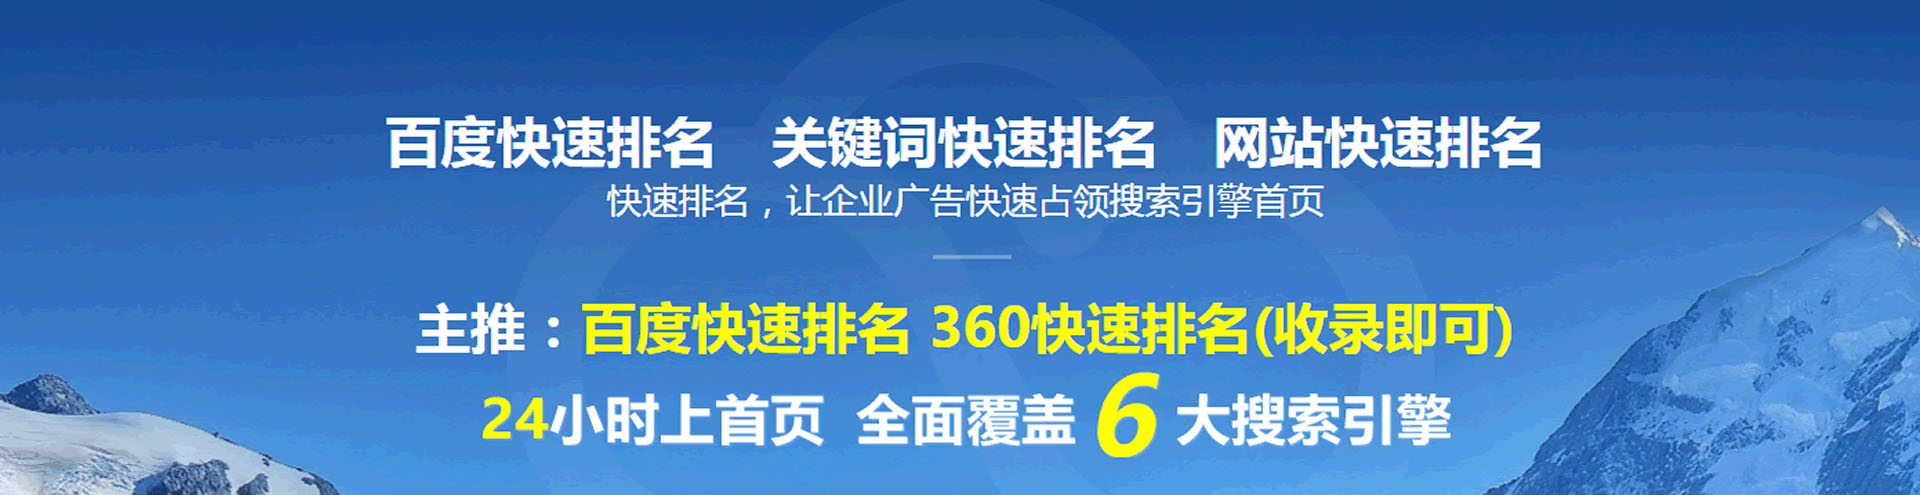 百度快速排名 关键词快速排名 网站快速排名
快速排名，让企业广告快速占领搜索引擎首页
主推：百度快速排名 360快速排名(收录即可)
24小时上首页 全面覆盖 6 大搜索引擎